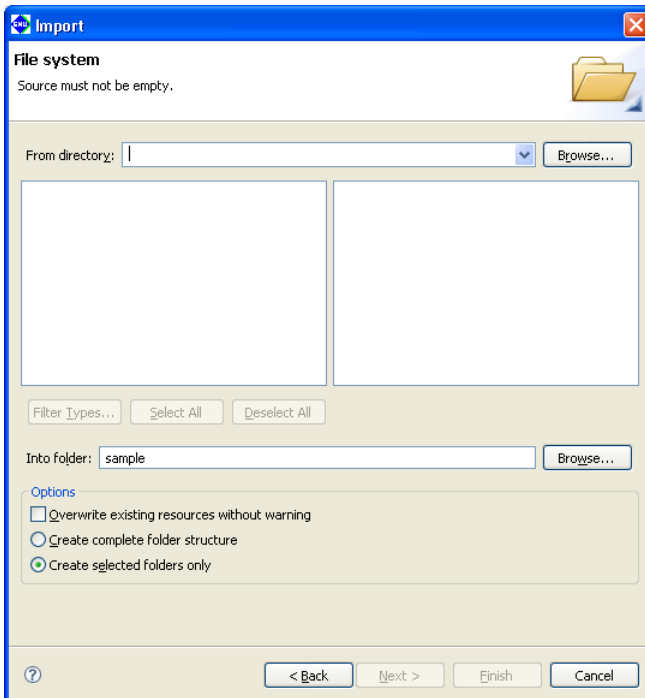 GNU Import
File system
Source must not be empty.
From directory:
Browse...
Filter Types...
Select All
Deselect All
Into folder: sample
Browse...
Options
Overwrite existing resources without warning
Create complete folder structure
Create selected folders only
?
< Back
Next >
Finish
Cancel